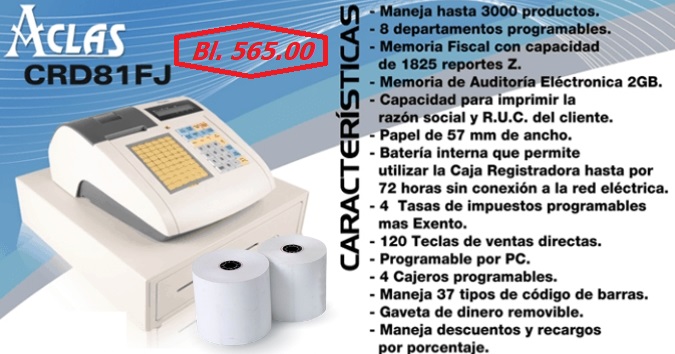 ACLAS
CRD81FJ
Bl. 565.00
CARACTERÍSTICAS
- Maneja hasta 3000 productos.
- 8 departamentos programables.
- Memoria Fiscal con capacidad
de 1825 reportes Z.
- Memoria de Auditoría Eléctronica 2GB.
- Capacidad para imprimir la
razón social y R.U.C. del cliente.
- Papel de 57 mm de ancho.
- Batería interna que permite
utilizar la Caja Registradora hasta por
72 horas sin conexión a la red eléctrica.
- 4 Tasas de impuestos programables
mas Exento.
- 120 Teclas de ventas directas.
- Programable por PC.
- 4 Cajeros programables.
- Maneja 37 tipos de código de barras.
- Gaveta de dinero removible.
- Maneja descuentos y recargos
por porcentaje.